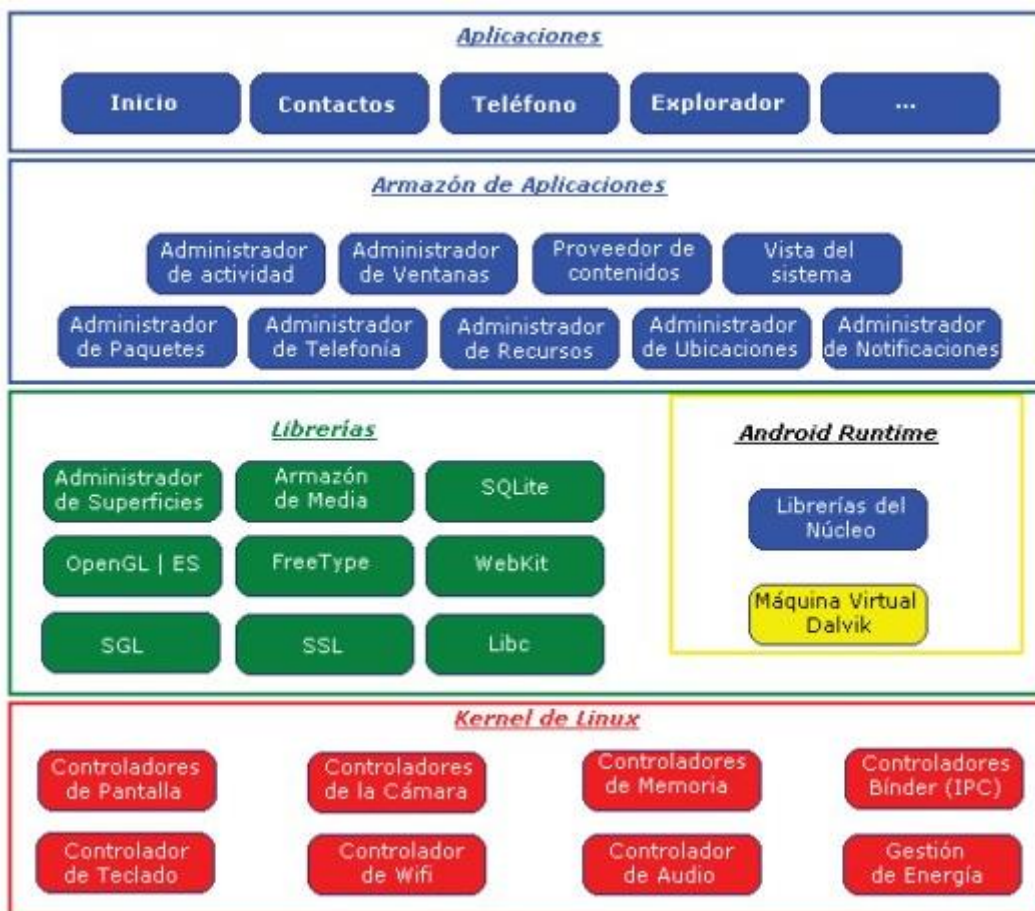 Aplicaciones
Inicio
Contactos
Teléfono
Explorador
...
Armazón de Aplicaciones
Administrador
de actividad
Administrador
de Ventanas
Proveedor de
contenidos
Vista del
sistema
Administrador
de Paquetes
Administrador
de Telefonía
Administrador
de Recursos
Administrador
de Ubicaciones
Administrador
de Notificaciones
Librerías
Administrador
de Superficies
Armazón
de Media
SQLite
OpenGL | ES
FreeType
WebKit
SGL
SSL
Libc
Android Runtime
Librerías del
Núcleo
Máquina Virtual
Dalvik
Kernel de Linux
Controladores
de Pantalla
Controladores
de la Cámara
Controladores
de Memoria
Controladores
Bínder (IPC)
Controlador
de Teclado
Controlador
de Wifi
Controlador
de Audio
Gestión
de Energía